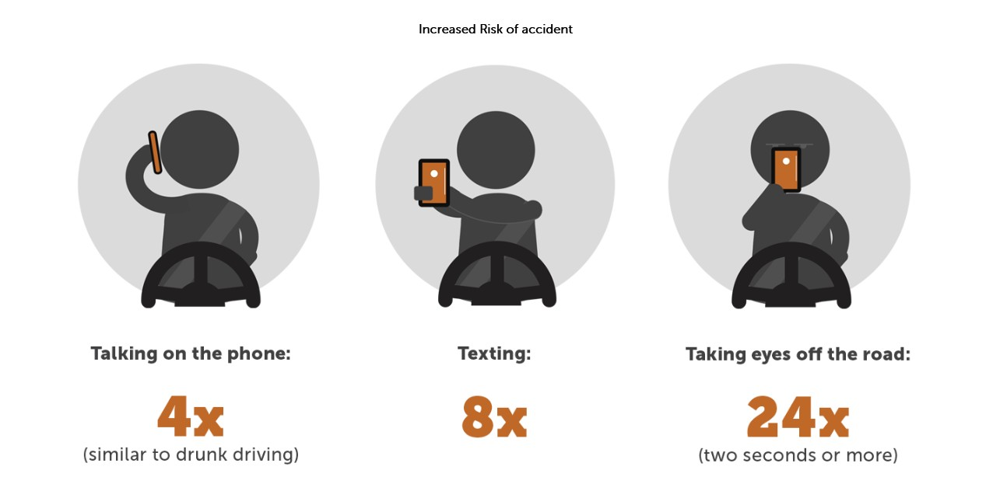 Increased Risk of accident
Talking on the phone:
4x
(similar to drunk driving)
Texting:
8x
Taking eyes off the road:
24x
(two seconds or more)